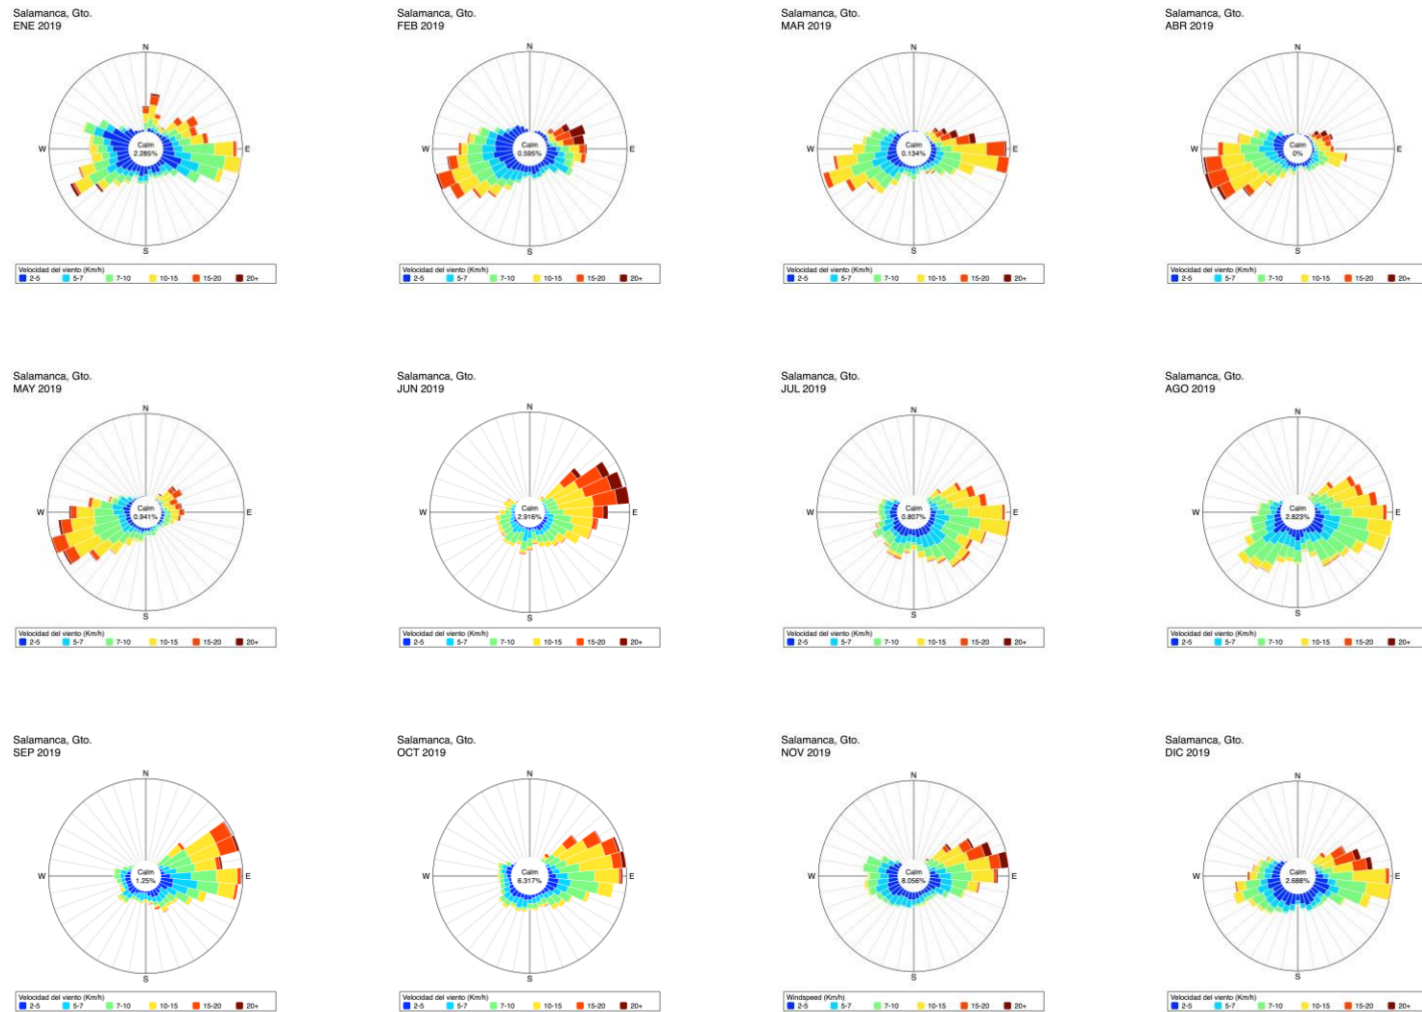 Salamanca, Gto.
ENE 2019
N
W
Calm
2.285%
E
S
Velocidad del viento (Km/h)
2-5 5-7 7-10 10-15 15-20 20+
Salamanca, Gto.
FEB 2019
N
W
Calm
0.595%
E
S
Velocidad del viento (Km/h)
2-5 5-7 7-10 10-15 15-20 20+
Salamanca, Gto.
MAR 2019
N
W
Calm
0.134%
E
S
Velocidad del viento (Km/h)
2-5 5-7 7-10 10-15 15-20 20+
Salamanca, Gto.
ABR 2019
N
W
Calm
0%
E
S
Velocidad del viento (Km/h)
2-5 5-7 7-10 10-15 15-20 20+
Salamanca, Gto.
MAY 2019
N
W
Calm
0.941%
E
S
Velocidad del viento (Km/h)
2-5 5-7 7-10 10-15 15-20 20+
Salamanca, Gto.
JUN 2019
N
W
Calm
2.916%
E
S
Velocidad del viento (Km/h)
2-5 5-7 7-10 10-15 15-20 20+
Salamanca, Gto.
JUL 2019
N
W
Calm
0.807%
E
S
Velocidad del viento (Km/h)
2-5 5-7 7-10 10-15 15-20 20+
Salamanca, Gto.
AGO 2019
N
W
Calm
2.823%
E
S
Velocidad del viento (Km/h)
2-5 5-7 7-10 10-15 15-20 20+
Salamanca, Gto.
SEP 2019
N
W
Calm
1.25%
E
S
Velocidad del viento (Km/h)
2-5 5-7 7-10 10-15 15-20 20+
Salamanca, Gto.
OCT 2019
N
W
Calm
6.317%
E
S
Velocidad del viento (Km/h)
2-5 5-7 7-10 10-15 15-20 20+
Salamanca, Gto.
NOV 2019
N
W
Calm
8.056%
E
S
Windspeed (Km/h)
2-5 5-7 7-10 10-15 15-20 20+
Salamanca, Gto.
DIC 2019
N
W
Calm
2.688%
E
S
Velocidad del viento (Km/h)
2-5 5-7 7-10 10-15 15-20 20+